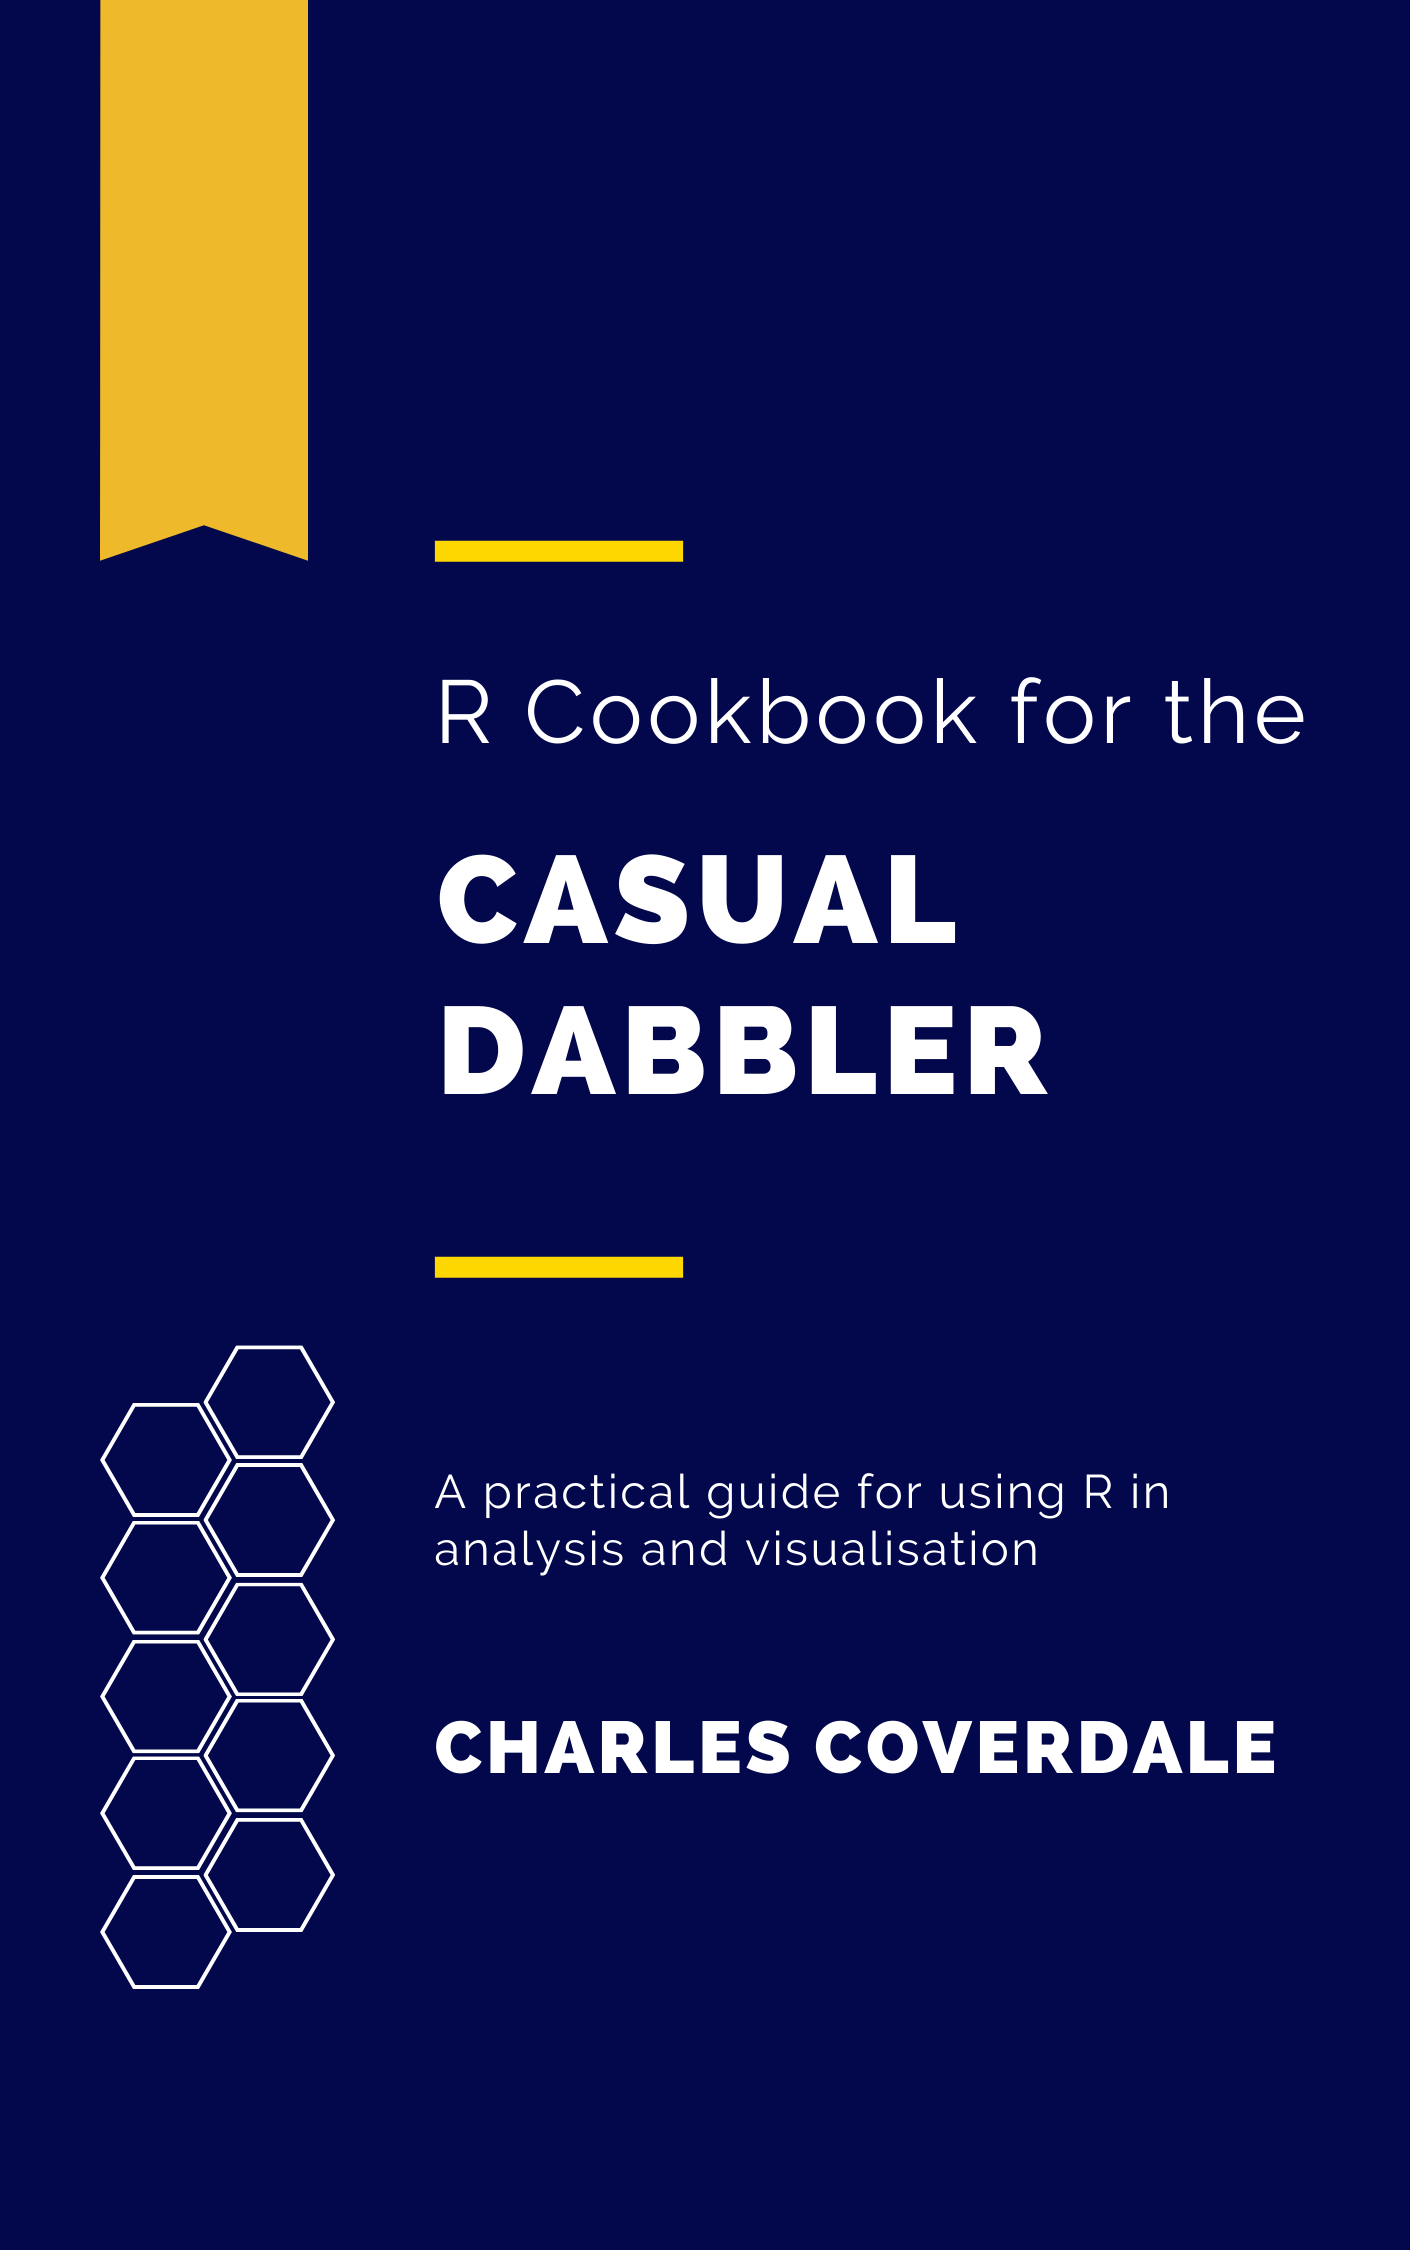 R Cookbook for the
CASUAL
DABBLER
A practical guide for using R in
analysis and visualisation
CHARLES COVERDALE